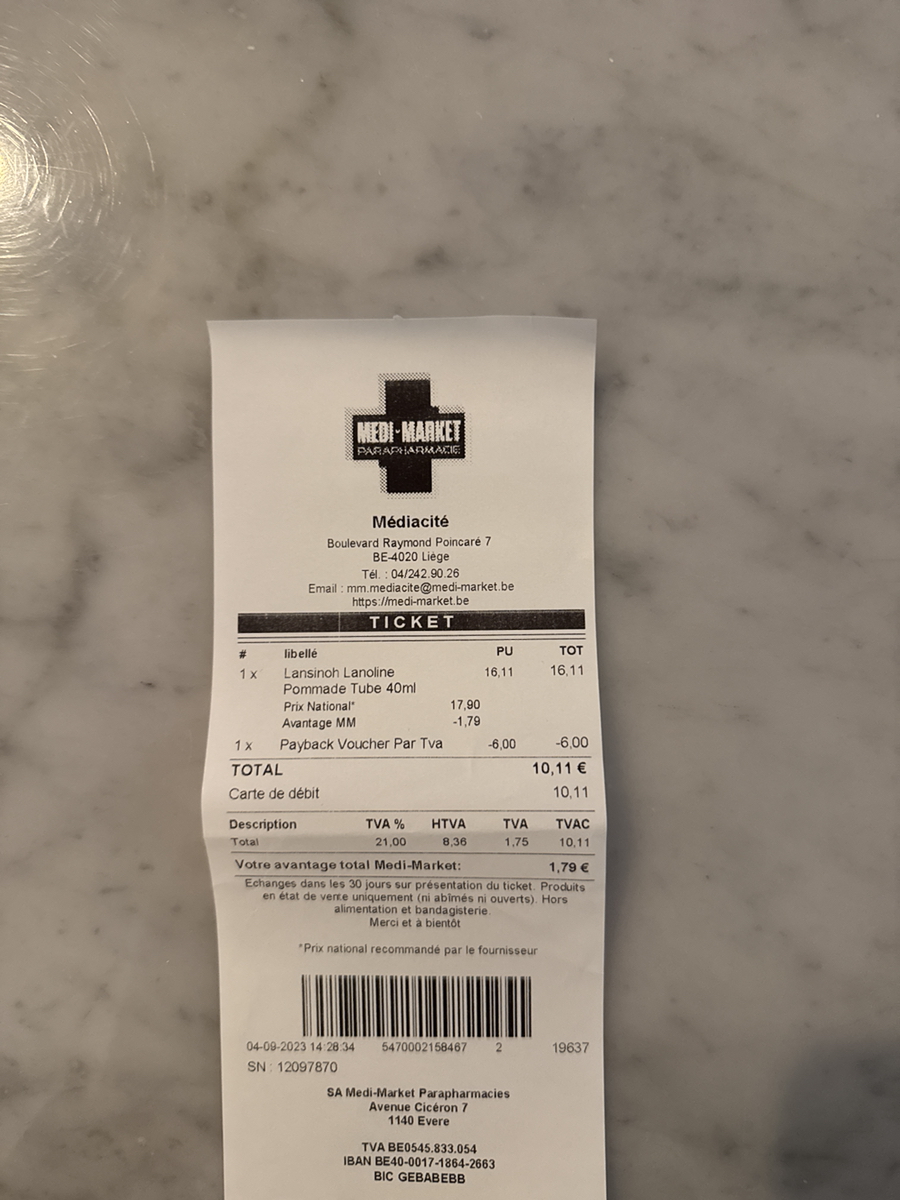 MEDI-MARKET
PARAPHARMACIE
Médiacité
Boulevard Raymond Poincaré 7
BE-4020 Liège
Tél. : 04/242.90.26
Email : mm.mediacite@medi-market.be
https://medi-market.be
TICKET
# libellé PU TOT
1 x Lansinoh Lanoline 16,11 16,11
Pommade Tube 40ml
Prix National* 17,90
Avantage MM -1,79
1 x Payback Voucher Par Tva -6,00 -6,00
TOTAL 10,11 €
Carte de débit 10,11
Description TVA % HTVA TVA TVAC
Total 21,00 8,36 1,75 10,11
Votre avantage total Medi-Market: 1,79 €
Echanges dans les 30 jours sur présentation du ticket. Produits
en état de vente uniquement (ni abîmés ni ouverts). Hors
alimentation et bandagisterie.
Merci et à bientôt
*Prix national recommandé par le fournisseur
04-09-2023 14:28:34 5470002158467 2 19637
SN : 12097870
SA Medi-Market Parapharmacies
Avenue Cicéron 7
1140 Evere
TVA BE0545.833.054
IBAN BE40-0017-1864-2663
BIC GEBABEBB